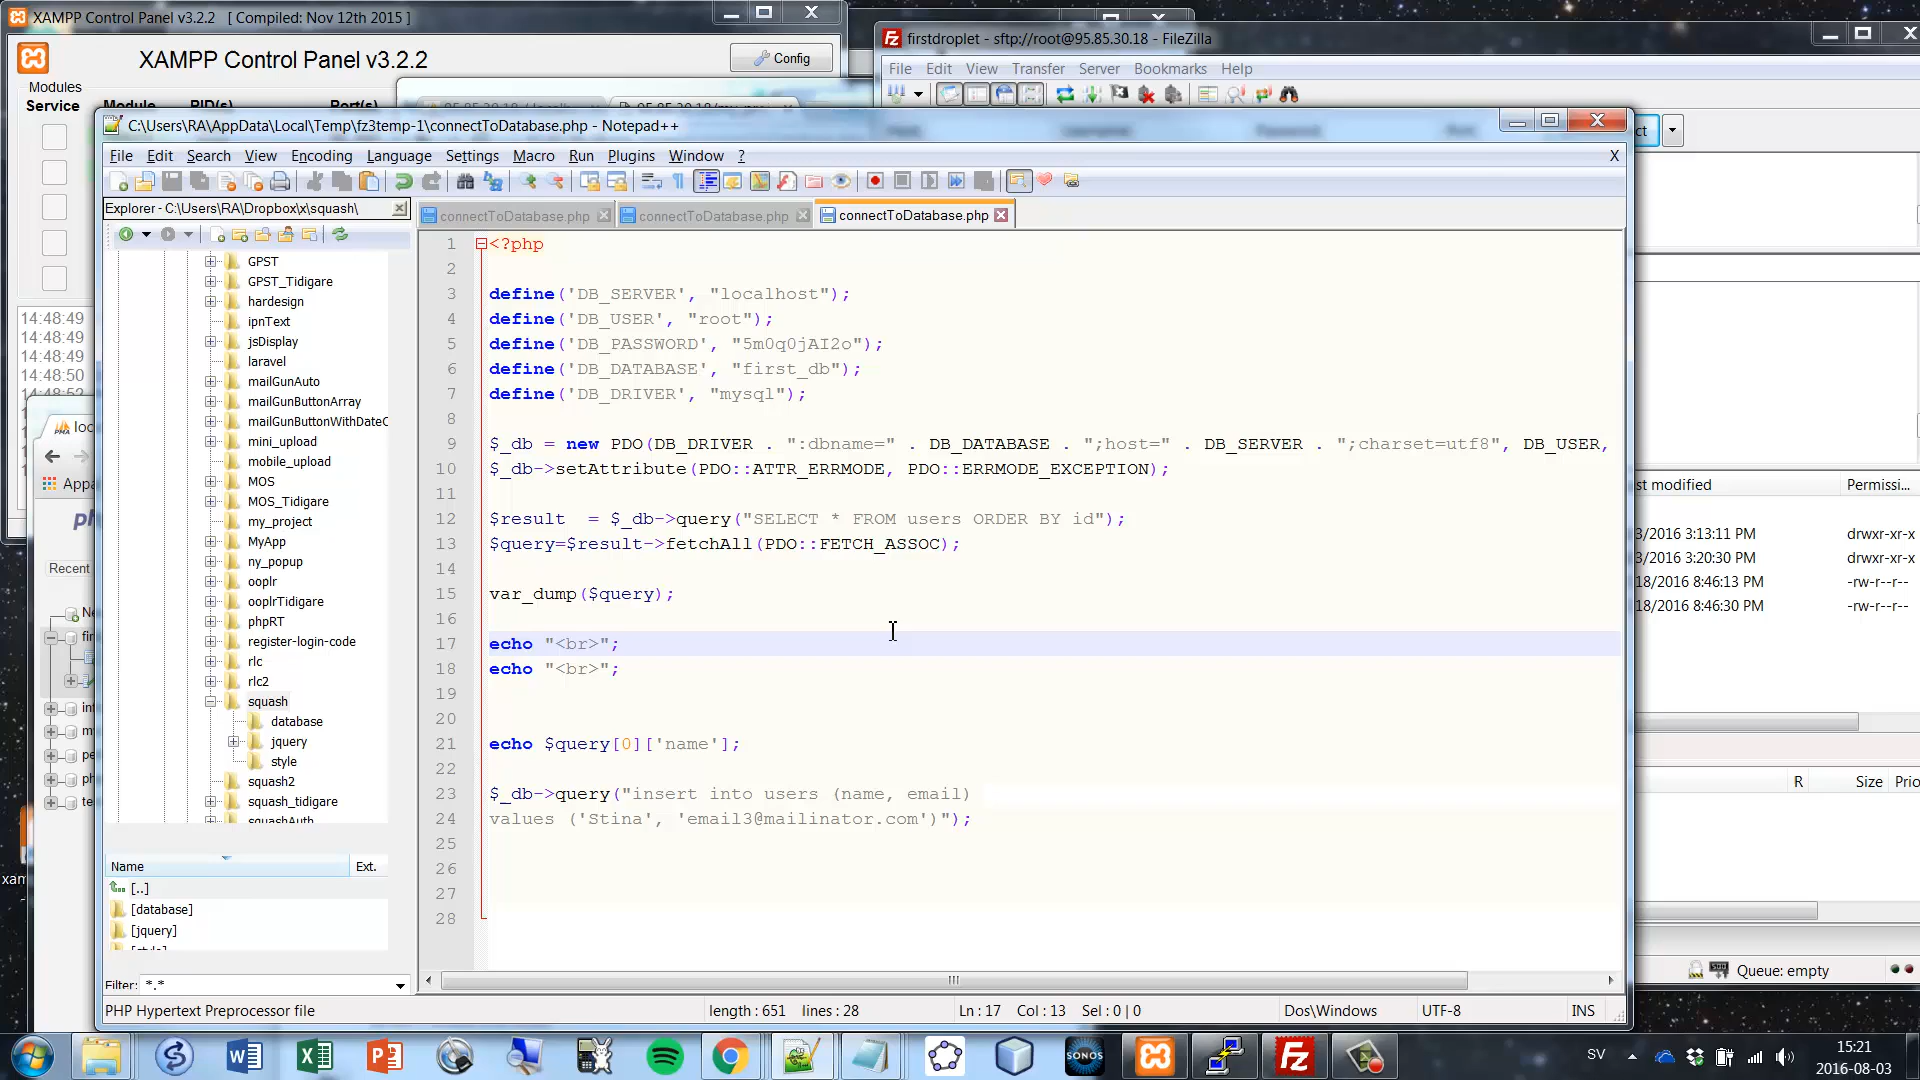 XAMPP Control Panel v3.2.2 [ Compiled: Nov 12th 2015 ]
XAMPP Control Panel v3.2.2
Config
Modules
Service
Module
PID(s)
Port(s)
firstdroplet - sftp://root@95.85.30.18 - FileZilla
File Edit View Transfer Server Bookmarks Help
C:\Users\RA\AppData\Local\Temp\fz3temp-1\connectToDatabase.php - Notepad++
File Edit Search View Encoding Language Settings Macro Run Plugins Window ?
X
Explorer - C:\Users\RA\Dropbox\x\squash\
connectToDatabase.php
connectToDatabase.php
connectToDatabase.php
GPST
GPST_Tidigare
hardesign
ipnText
jsDisplay
laravel
mailGunAuto
mailGunButtonArray
mailGunButtonWithDateC
mini_upload
mobile_upload
MOS
MOS_Tidigare
my_project
MyApp
ny_popup
ooplr
ooplrTidigare
phpRT
register-login-code
rlc
rlc2
squash
database
jquery
style
squash2
squash_tidigare
squashAuth
Name Ext.
[..]
[database]
[jquery]
[style]
Filter: *.*
1 <?php
2
3 define('DB_SERVER', "localhost");
4 define('DB_USER', "root");
5 define('DB_PASSWORD', "5m0q0jAI2o");
6 define('DB_DATABASE', "first_db");
7 define('DB_DRIVER', "mysql");
8
9 $_db = new PDO(DB_DRIVER . ":dbname=" . DB_DATABASE . ";host=" . DB_SERVER . ";charset=utf8", DB_USER,
10 $_db->setAttribute(PDO::ATTR_ERRMODE, PDO::ERRMODE_EXCEPTION);
11
12 $result  = $_db->query("SELECT * FROM users ORDER BY id");
13 $query=$result->fetchAll(PDO::FETCH_ASSOC);
14
15 var_dump($query);
16
17 echo "<br>";
18 echo "<br>";
19
20
21 echo $query[0]['name'];
22
23 $_db->query("insert into users (name, email)
24 values ('Stina', 'email3@mailinator.com')");
25
26
27
28
PHP Hypertext Preprocessor file
length : 651 lines : 28
Ln : 17 Col : 13 Sel : 0 | 0
Dos\Windows
UTF-8
INS
14:48:49
14:48:49
14:48:49
14:48:50
14:48:52
loc
Appa
Recent
Ne
st modified Permissi...
3/2016 3:13:11 PM drwxr-xr-x
3/2016 3:20:30 PM drwxr-xr-x
18/2016 8:46:13 PM -rw-r--r--
18/2016 8:46:30 PM -rw-r--r--
R Size Prio
Queue: empty
xam
SONOS
SV
15:21
2016-08-03